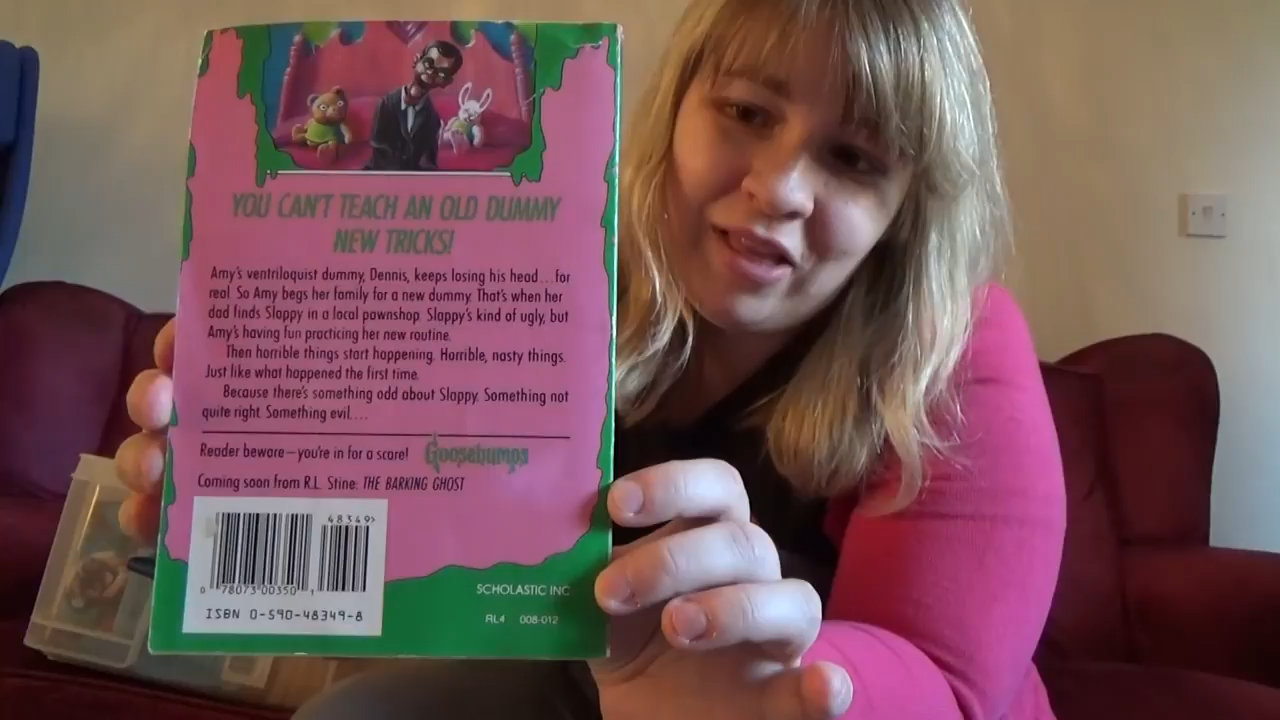 YOU CAN'T TEACH AN OLD DUMMY
NEW TRICKS!
Amy's ventriloquist dummy, Dennis, keeps losing his head...for
real. So Amy begs her family for a new dummy. That's when her
dad finds Slappy in a local pawnshop. Slappy's kind of ugly, but
Amy's having fun practicing her new routine.
Then horrible things start happening. Horrible, nasty things.
Just like what happened the first time.
Because there's something odd about Slappy. Something not
quite right. Something evil....
Reader beware—you're in for a scare! Goosebumps
Coming soon from R.L. Stine: THE BARKING GHOST
48349>
0 78073 00350 1
ISBN 0-590-48349-8
SCHOLASTIC INC
RL4 008-012